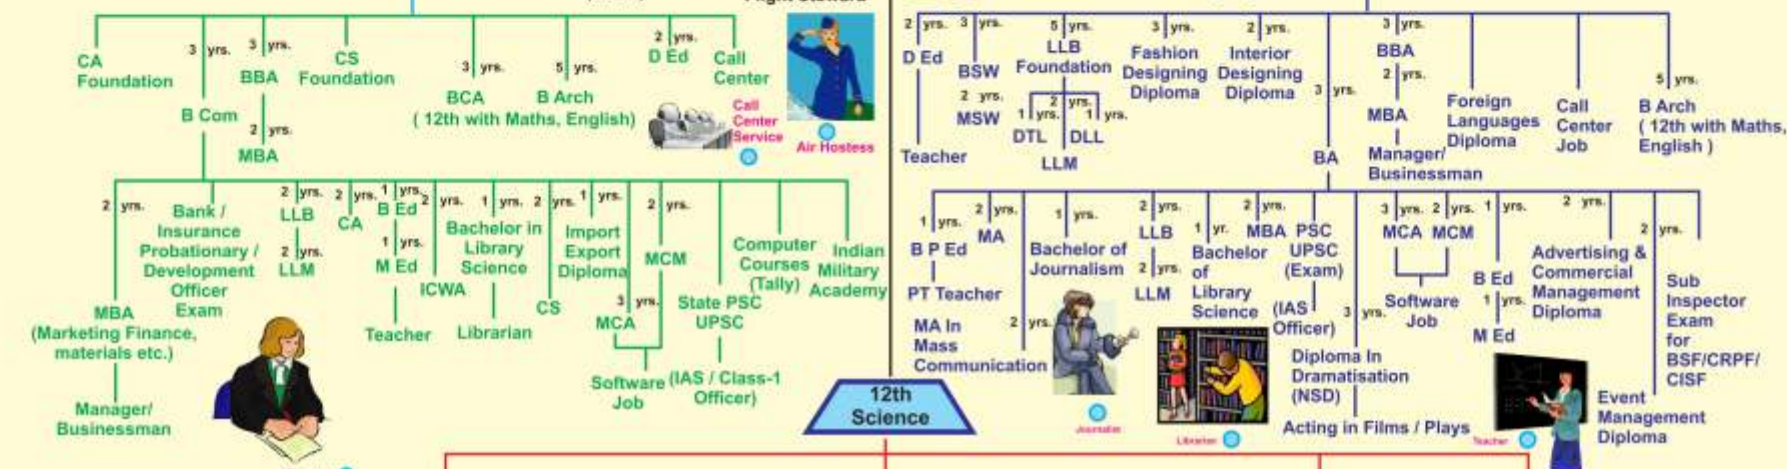 2 yrs.
3 yrs.
5 yrs.
3 yrs.
2 yrs.
3 yrs.
CA
Foundation
3 yrs.
B Com
3 yrs.
BBA
2 yrs.
MBA
CS
Foundation
3 yrs.
BCA
( 12th with Maths, English)
5 yrs.
B Arch
2 yrs.
D Ed
Call
Center
Call
Center
Service
Air Hostess
2 yrs.
MBA
(Marketing Finance,
materials etc.)
Manager/
Businessman
Bank /
Insurance
Probationary /
Development
Officer
Exam
2 yrs.
LLB
2 yrs.
LLM
2 yrs.
CA
1 yrs.
B Ed
1 yrs.
M Ed
Teacher
2 yrs.
ICWA
1 yrs.
Bachelor in
Library
Science
Librarian
2 yrs.
CS
1 yrs.
Import
Export
Diploma
3 yrs.
MCA
2 yrs.
MCM
Software
Job
State PSC
UPSC
(IAS / Class-1
Officer)
Computer
Courses
(Tally)
Indian
Military
Academy
12th
Science
D Ed
Teacher
BSW
2 yrs.
MSW
LLB
Foundation
1 yrs.
2 yrs.
1 yrs.
DTL
DLL
LLM
Fashion
Designing
Diploma
Interior
Designing
Diploma
3 yrs.
BA
BBA
2 yrs.
MBA
Manager/
Businessman
Foreign
Languages
Diploma
Call
Center
Job
5 yrs.
B Arch
( 12th with Maths,
English )
1 yrs.
B P Ed
PT Teacher
2 yrs.
MA
MA In
Mass
Communication
2 yrs.
1 yrs.
Bachelor of
Journalism
Journalist
2 yrs.
LLB
2 yrs.
LLM
1 yr.
Bachelor
of
Library
Science
Librarian
2 yrs.
MBA
PSC
UPSC
(Exam)
(IAS
Officer)
3 yrs.
Diploma In
Dramatisation
(NSD)
Acting in Films / Plays
3 yrs.
MCA
2 yrs.
MCM
Software
Job
1 yrs.
B Ed
1 yrs.
M Ed
Teacher
2 yrs.
Advertising &
Commercial
Management
Diploma
2 yrs.
Event
Management
Diploma
Sub
Inspector
Exam
for
BSF/CRPF/
CISF